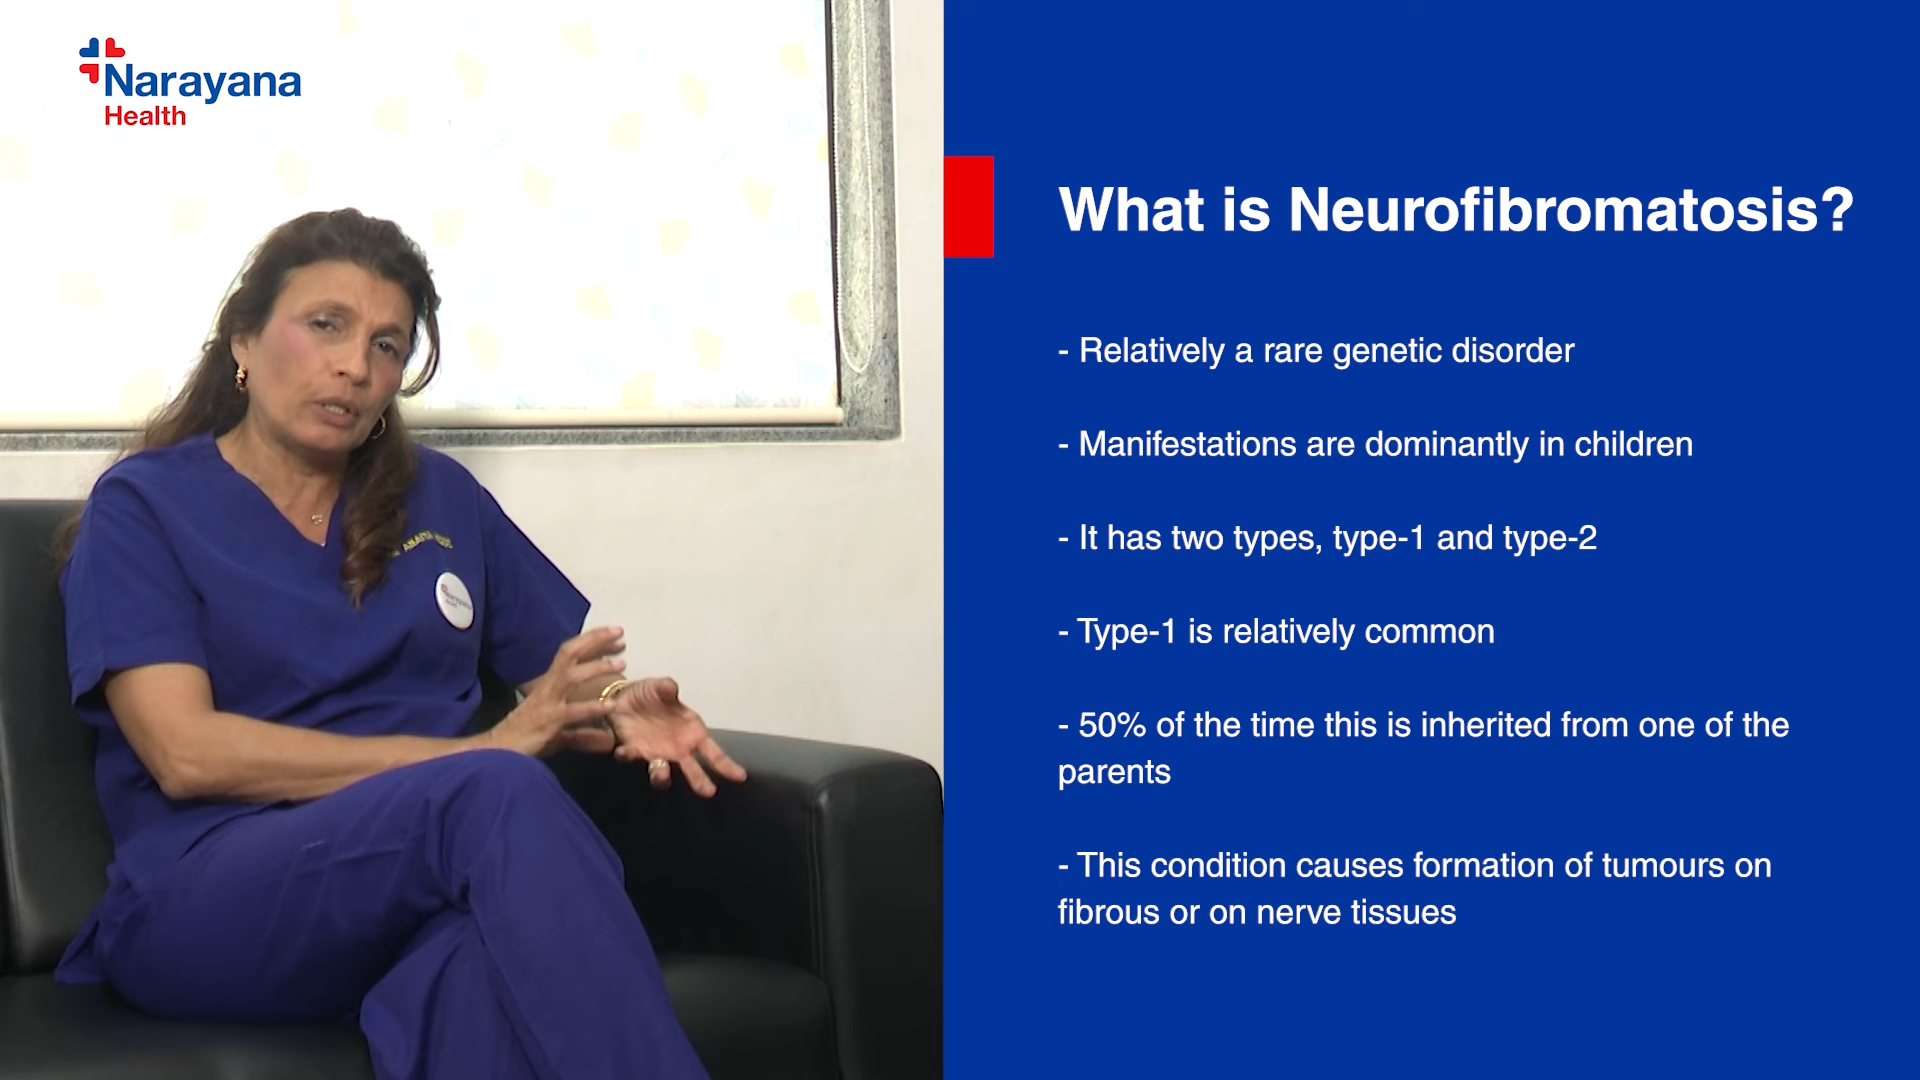 Narayana
Health
What is Neurofibromatosis?
- Relatively a rare genetic disorder
- Manifestations are dominantly in children
- It has two types, type-1 and type-2
- Type-1 is relatively common
- 50% of the time this is inherited from one of the
parents
- This condition causes formation of tumours on
fibrous or on nerve tissues
Narayana